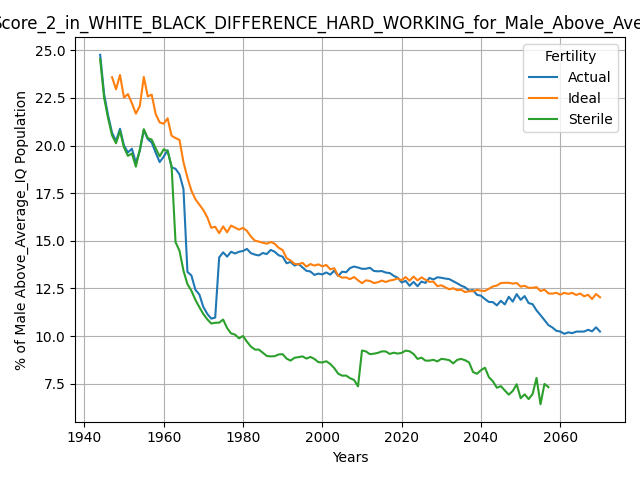 Score_2_in_WHITE_BLACK_DIFFERENCE_HARD_WORKING_for_Male_Above_Ave
Fertility
Actual
Ideal
Sterile
% of Male Above_Average_IQ Population
25.0
22.5
20.0
17.5
15.0
12.5
10.0
7.5
1940
1960
1980
2000
2020
2040
2060
Years